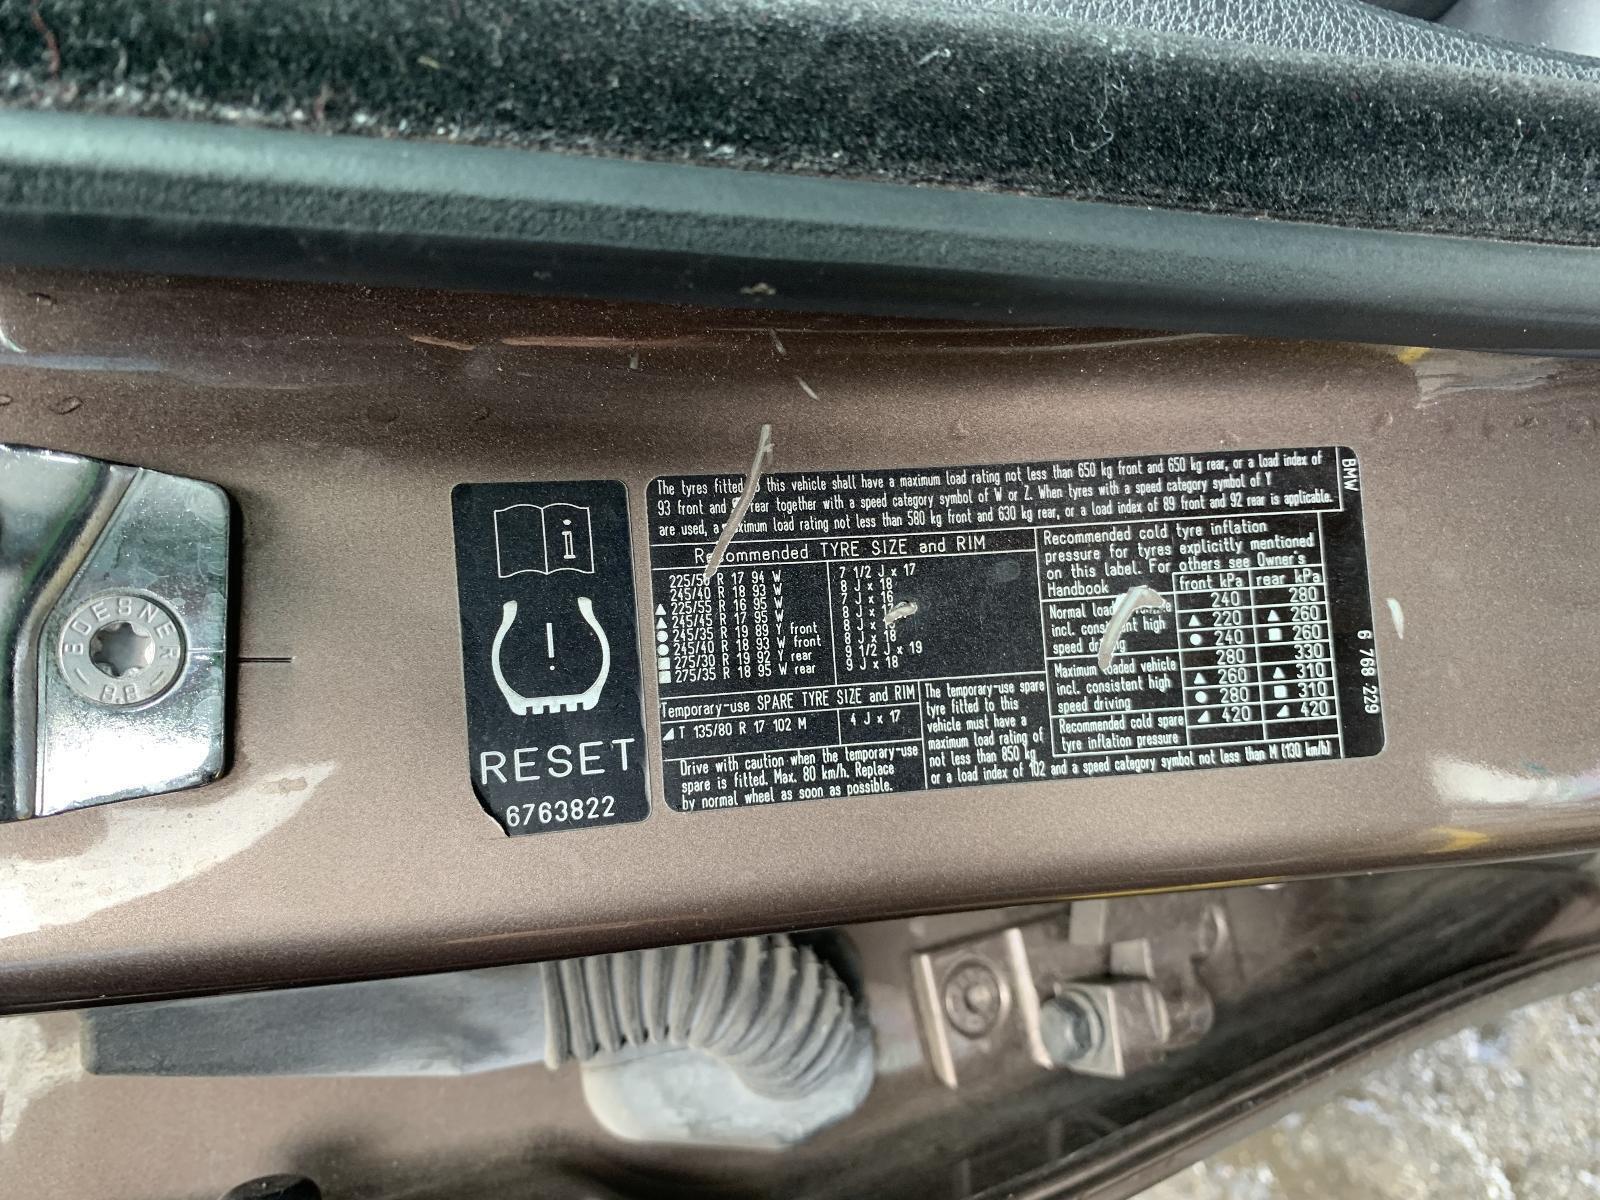 BOESNER
8.8
i
!
RESET
6763822
The tyres fitted this vehicle shall have a maximum load rating not less than 650 kg front and 650 kg rear, or a load index of
93 front and rear together with a speed category symbol of W or Z. When tyres with a speed category symbol of Y
are used, a maximum load rating not less than 580 kg front and 630 kg rear, or a load index of 89 front and 92 rear is applicable.
Recommended TYRE SIZE and RIM
225/50 R 17 94 W 7 1/2 J x 17
245/40 R 18 93 W 8 J x 18
▲ 225/55 R 16 95 W 7 J x 16
▲ 245/45 R 17 95 W 8 J x 17
● 245/35 R 19 89 Y front 8 J x
● 245/40 R 18 93 W front 8 J x 18
■ 275/30 R 19 92 Y rear 9 1/2 J x 19
■ 275/35 R 18 95 W rear 9 J x 18
Temporary-use SPARE TYRE SIZE and RIM
◢ T 135/80 R 17 102 M 4 J x 17
Drive with caution when the temporary-use
spare is fitted. Max. 80 km/h. Replace
by normal wheel as soon as possible.
The temporary-use spare
tyre fitted to this
vehicle must have a
maximum load rating of
not less than 850 kg
or a load index of 102 and a speed category symbol not less than M (130 km/h)
Recommended cold tyre inflation
pressure for tyres explicitly mentioned
on this label. For others see Owner's
Handbook
front kPa rear kPa
Normal load vehicle
incl. consistent high
speed driving
240 280
▲ 220 ▲ 260
● 240 ■ 260
Maximum loaded vehicle
incl. consistent high
speed driving
280 330
▲ 260 ▲ 310
● 280 ■ 310
Recommended cold spare
tyre inflation pressure
◢ 420 ◢ 420
BMW
6 768 229